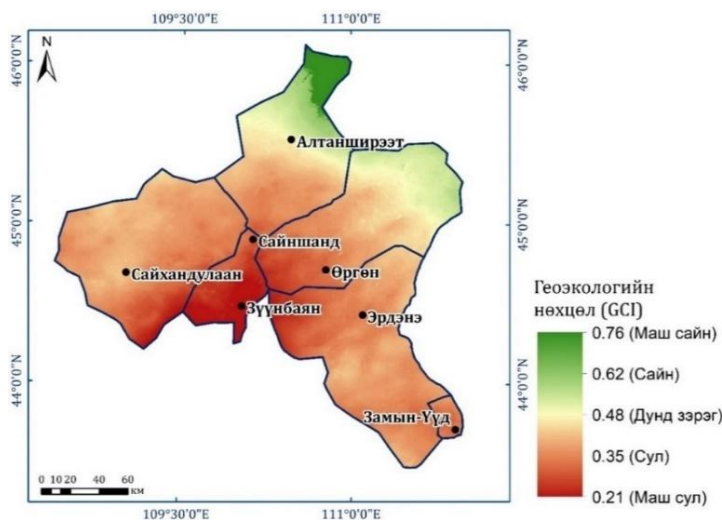 109°30'0"E
111°0'0"E
N
46°0'0"N
46°0'0"N
Алтанширээт
45°0'0"N
45°0'0"N
Сайншанд
Сайхандулаан
Өргөн
Зүүнбаян
Эрдэнэ
44°0'0"N
44°0'0"N
Замын-Үүд
0 10 20 40 60
км
109°30'0"E
111°0'0"E
Геоэкологийн
нөхцөл (GCI)
0.76 (Маш сайн)
0.62 (Сайн)
0.48 (Дунд зэрэг)
0.35 (Сул)
0.21 (Маш сул)